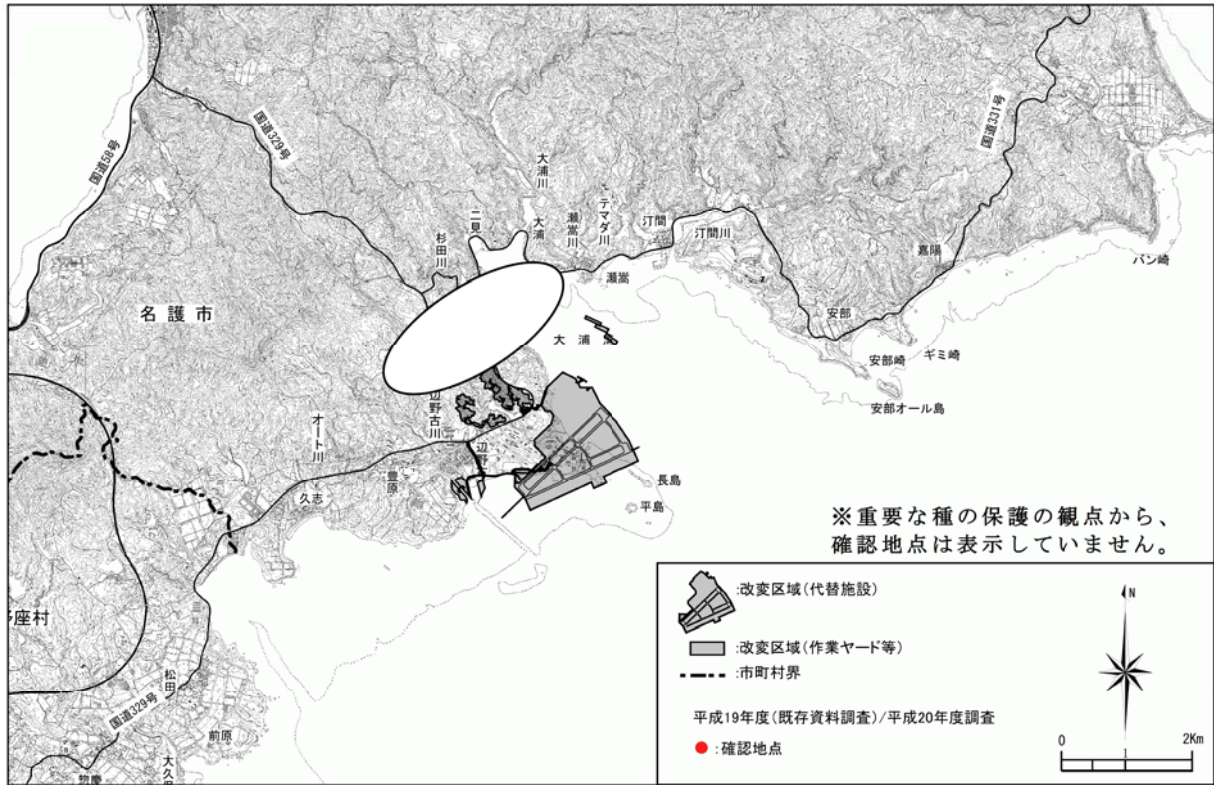 国道58号
国道329号
名護市
杉田川
二見
大浦川
大浦
瀬嵩川
テマダ川
汀間
汀間川
瀬嵩
大浦
国道331号
嘉陽
バン崎
安部
安部崎
ギミ崎
安部オール島
辺野古川
辺野
オート川
久志
豊原
長島
平島
座村
松田
国道329号
前原
惣慶
※重要な種の保護の観点から、
確認地点は表示していません。
:改変区域(代替施設)
:改変区域(作業ヤード等)
:市町村界
平成19年度(既存資料調査)/平成20年度調査
:確認地点
N
0 1 2Km